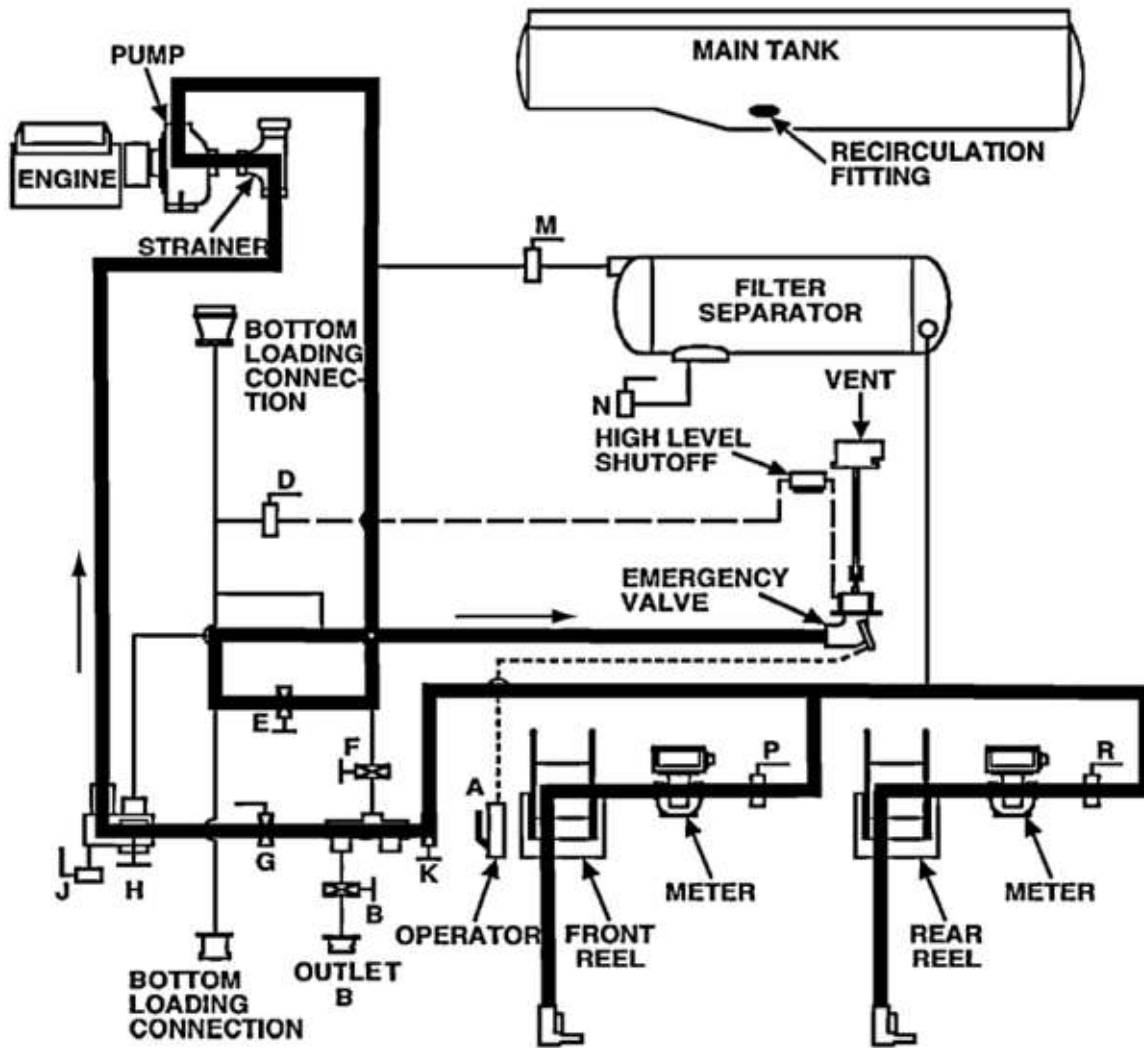 MAIN TANK
PUMP
RECIRCULATION
FITTING
ENGINE
STRAINER
M
FILTER
SEPARATOR
BOTTOM
LOADING
CONNEC-
TION
VENT
N
HIGH LEVEL
SHUTOFF
D
EMERGENCY
VALVE
E
F
A
P
R
G
K
J
H
B
METER
METER
OPERATOR
FRONT
REEL
REAR
REEL
OUTLET
B
BOTTOM
LOADING
CONNECTION